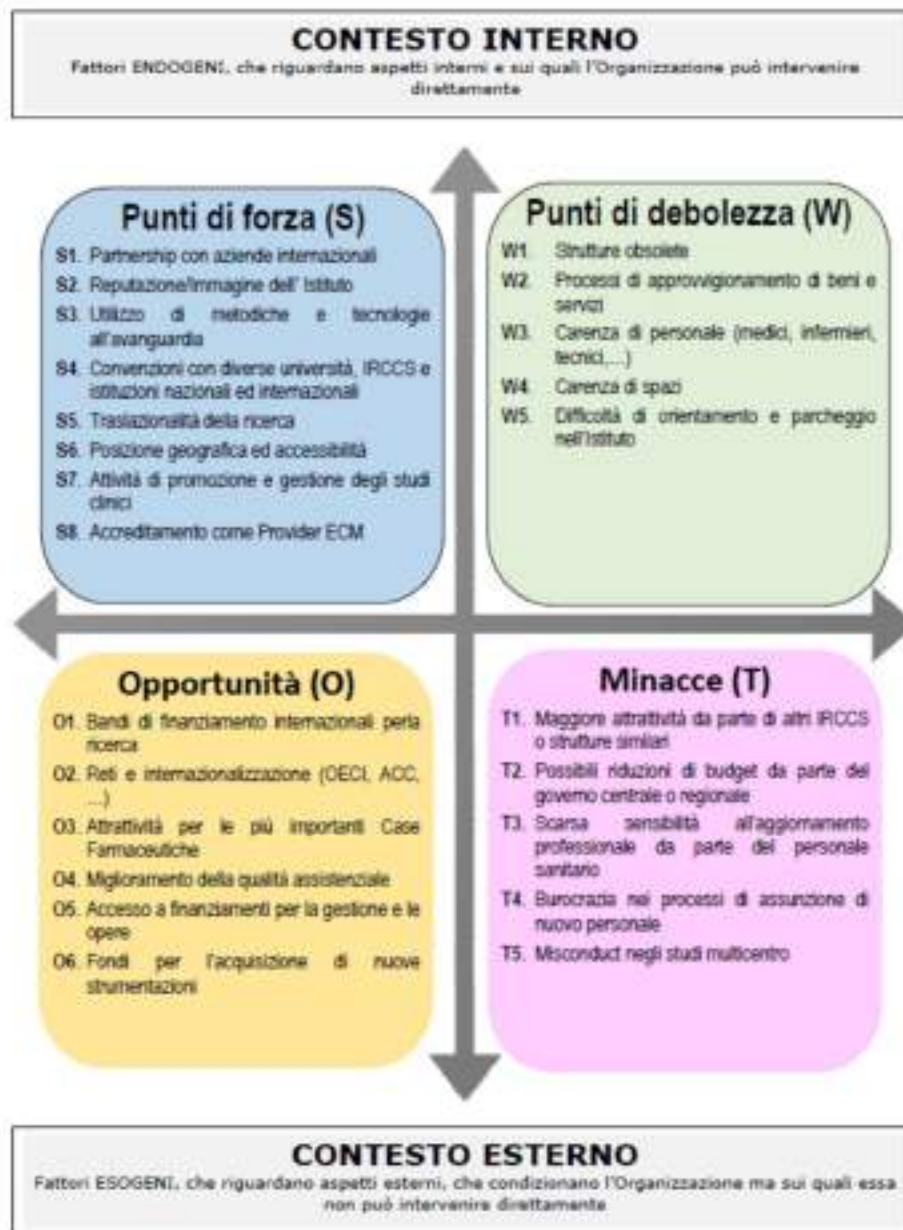 CONTESTO INTERNO
Fattori ENDOGENI, che riguardano aspetti interni e sui quali l'Organizzazione può intervenire
direttamente
Punti di forza (S)
S1. Partnership con aziende internazionali
S2. Reputazione/immagine dell' Istituto
S3. Utilizzo di metodiche e tecnologie
all'avanguardia
S4. Convenzioni con diverse università, IRCCS e
istituzioni nazionali ed internazionali
S5. Traslazionalità della ricerca
S6. Posizione geografica ed accessibilità
S7. Attività di promozione e gestione degli studi
clinici
S8. Accreditamento come Provider ECM
Punti di debolezza (W)
W1. Strutture obsolete
W2. Processi di approvvigionamento di beni e
servizi
W3. Carenza di personale (medici, infermieri,
tecnici,...)
W4. Carenza di spazi
W5. Difficoltà di orientamento e parcheggio
nell'Istituto
Opportunità (O)
O1. Bandi di finanziamento internazionali perla
ricerca
O2. Reti e internazionalizzazione (OECI, ACC,
...)
O3. Attrattività per le più importanti Case
Farmaceutiche
O4. Miglioramento della qualità assistenziale
O5. Accesso a finanziamenti per la gestione e le
opere
O6. Fondi per l'acquisizione di nuove
strumentazioni
Minacce (T)
T1. Maggiore attrattività da parte di altri IRCCS
o strutture similari
T2. Possibili riduzioni di budget da parte del
governo centrale o regionale
T3. Scarsa sensibilità all'aggiornamento
professionale da parte del personale
sanitario
T4. Burocrazia nei processi di assunzione di
nuovo personale
T5. Misconduct negli studi multicentro
CONTESTO ESTERNO
Fattori ESOGENI, che riguardano aspetti esterni, che condizionano l'Organizzazione ma sui quali essa
non può intervenire direttamente